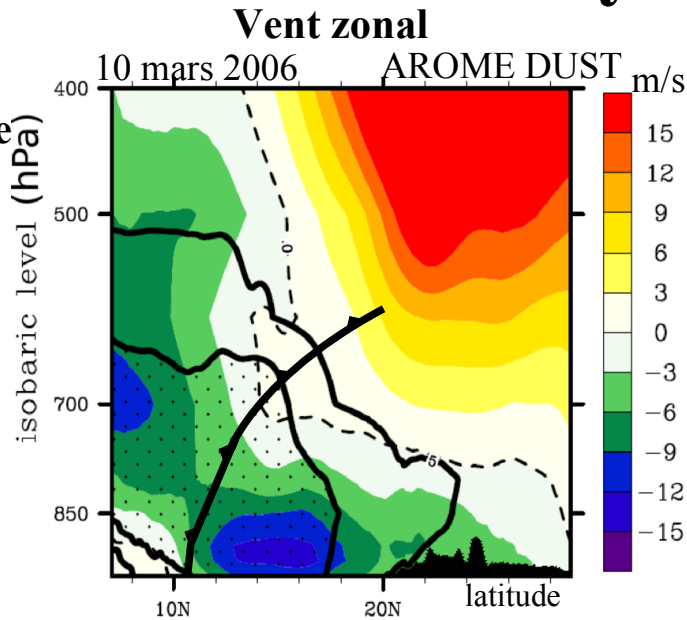 Vent zonal
10 mars 2006 AROME DUST
m/s
isobaric level (hPa)
400
500
700
850
0
5
15
12
9
6
3
0
−3
−6
−9
−12
−15
10N
20N
latitude